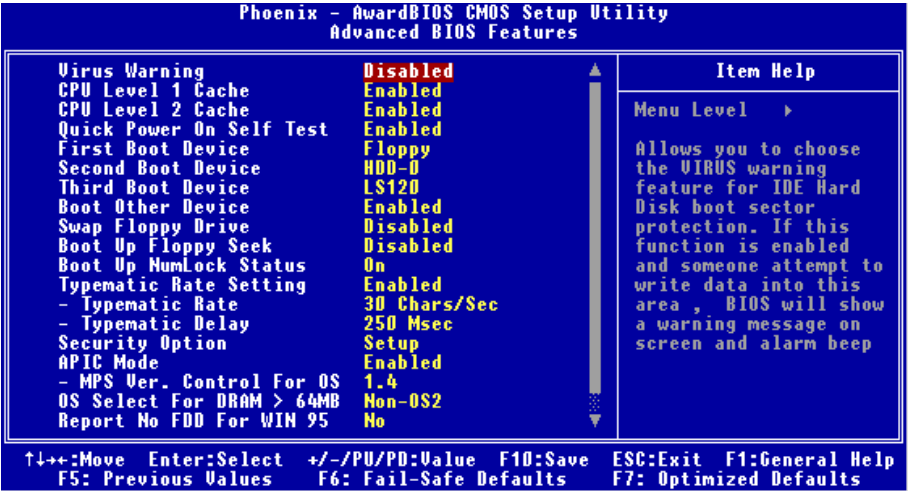 Phoenix - AwardBIOS CMOS Setup Utility
Advanced BIOS Features
Virus Warning Disabled
CPU Level 1 Cache Enabled
CPU Level 2 Cache Enabled
Quick Power On Self Test Enabled
First Boot Device Floppy
Second Boot Device HDD-0
Third Boot Device LS120
Boot Other Device Enabled
Swap Floppy Drive Disabled
Boot Up Floppy Seek Disabled
Boot Up NumLock Status On
Typematic Rate Setting Enabled
- Typematic Rate 30 Chars/Sec
- Typematic Delay 250 Msec
Security Option Setup
APIC Mode Enabled
- MPS Ver. Control For OS 1.4
OS Select For DRAM > 64MB Non-OS2
Report No FDD For WIN 95 No
Item Help
Menu Level
Allows you to choose
the VIRUS warning
feature for IDE Hard
Disk boot sector
protection. If this
function is enabled
and someone attempt to
write data into this
area , BIOS will show
a warning message on
screen and alarm beep
↑↓→←:Move Enter:Select +/-/PU/PD:Value F10:Save ESC:Exit F1:General Help
F5: Previous Values F6: Fail-Safe Defaults F7: Optimized Defaults